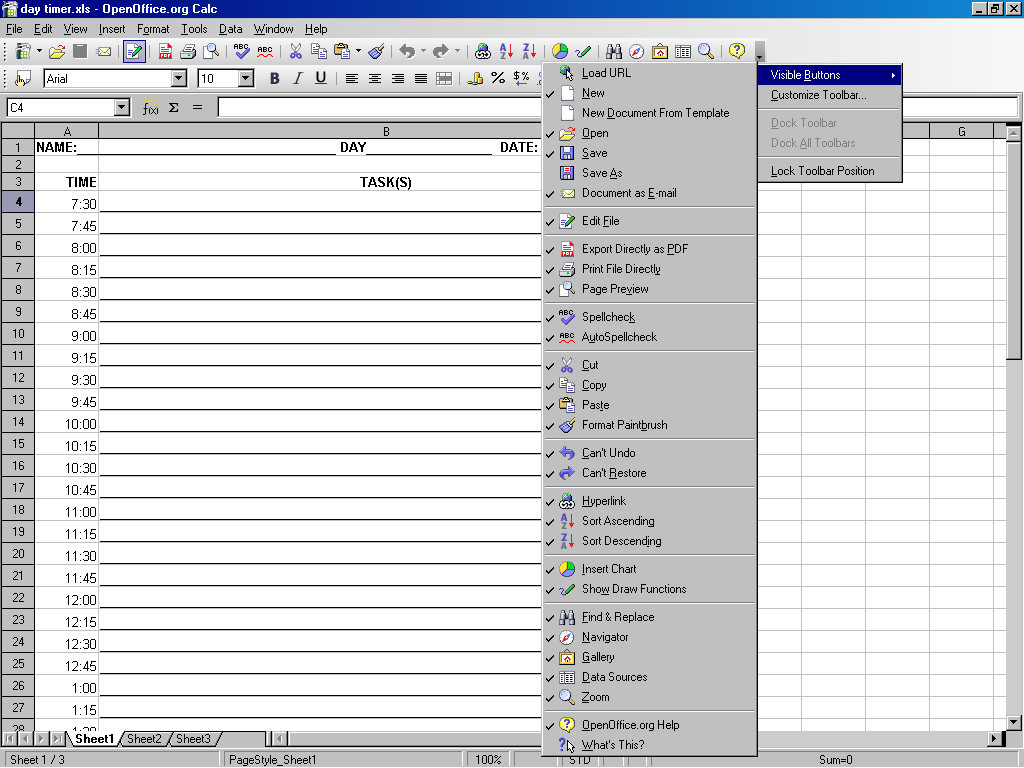 day timer.xls - OpenOffice.org Calc
File Edit View Insert Format Tools Data Window Help
Arial 10 B I U
C4 f(x) Σ =
A B G
1 NAME:____ DAY____ DATE:
2
3 TIME TASK(S)
4 7:30
5 7:45
6 8:00
7 8:15
8 8:30
9 8:45
10 9:00
11 9:15
12 9:30
13 9:45
14 10:00
15 10:15
16 10:30
17 10:45
18 11:00
19 11:15
20 11:30
21 11:45
22 12:00
23 12:15
24 12:30
25 12:45
26 1:00
27 1:15
28 1:30
Load URL
New
New Document From Template
Open
Save
Save As
Document as E-mail
Edit File
Export Directly as PDF
Print File Directly
Page Preview
Spellcheck
AutoSpellcheck
Cut
Copy
Paste
Format Paintbrush
Can't Undo
Can't Restore
Hyperlink
Sort Ascending
Sort Descending
Insert Chart
Show Draw Functions
Find & Replace
Navigator
Gallery
Data Sources
Zoom
OpenOffice.org Help
What's This?
Visible Buttons
Customize Toolbar...
Dock Toolbar
Dock All Toolbars
Lock Toolbar Position
Sheet1 Sheet2 Sheet3
Sheet 1 / 3 PageStyle_Sheet1 100% STD Sum=0